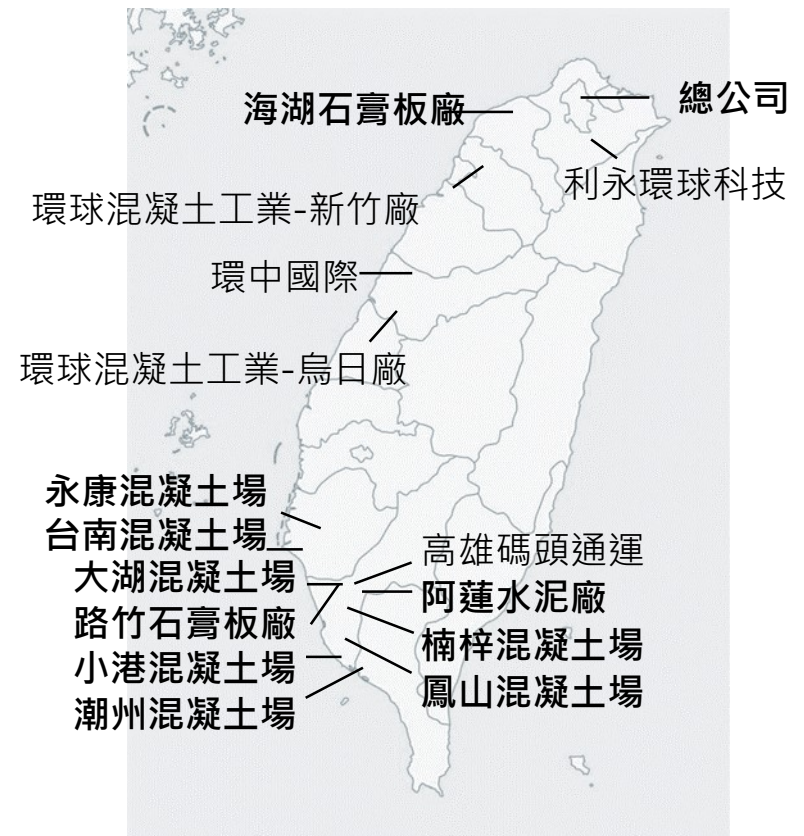 總公司
海湖石膏板廠
利永環球科技
環球混凝土工業-新竹廠
環中國際
環球混凝土工業-烏日廠
永康混凝土場
台南混凝土場
大湖混凝土場
路竹石膏板廠
小港混凝土場
潮州混凝土場
高雄碼頭通運
阿蓮水泥廠
楠梓混凝土場
鳳山混凝土場